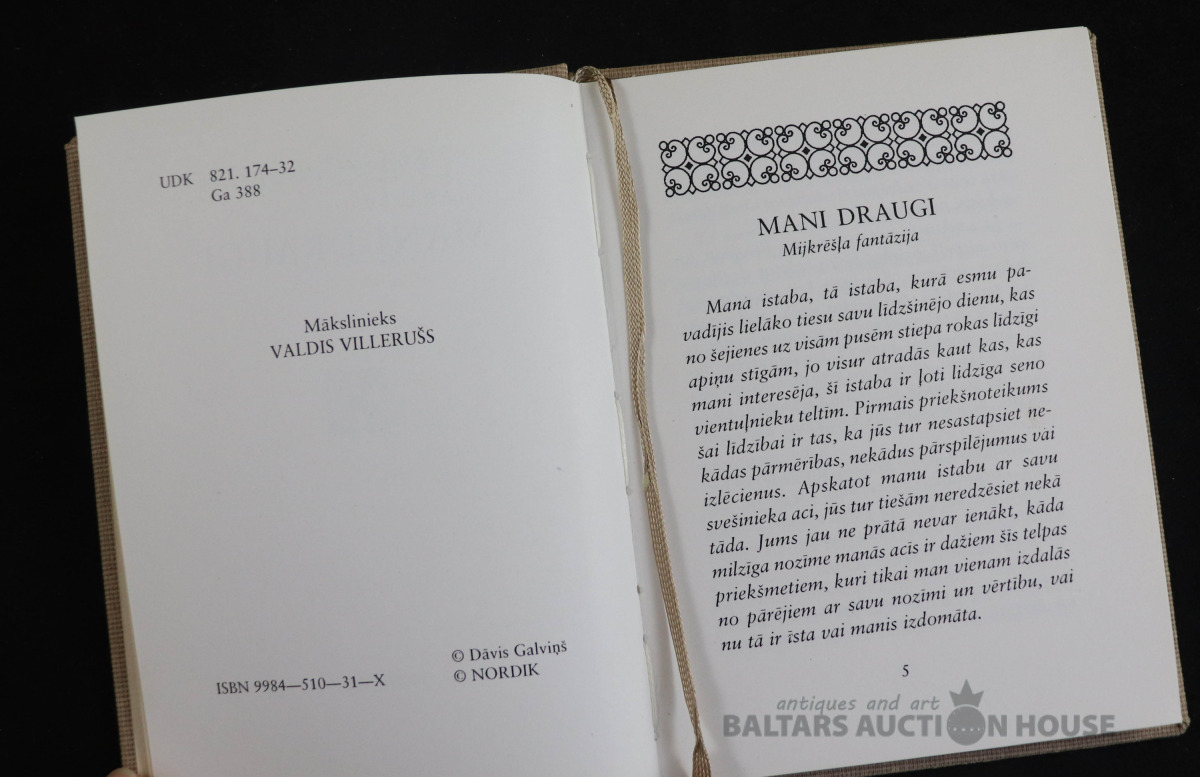 UDK 821. 174–32
Ga 388
Mākslinieks
VALDIS VILLERUŠS
© Dāvis Galviņš
© NORDIK
ISBN 9984—510—31—X
MANI DRAUGI
Mijkrēšļa fantāzija
Mana istaba, tā istaba, kurā esmu pa-
vadījis lielāko tiesu savu līdzšinējo dienu, kas
no šejienes uz visām pusēm stiepa rokas līdzīgi
apiņu stīgām, jo visur atradās kaut kas, kas
mani interesēja, šī istaba ir ļoti līdzīga seno
vientuļnieku teltīm. Pirmais priekšnoteikums
šai līdzībai ir tas, ka jūs tur nesastapsiet ne-
kādas pārmērības, nekādus pārspīlējumus vai
izlēcienus. Apskatot manu istabu ar savu
svešinieka aci, jūs tur tiešām neredzēsiet nekā
tāda. Jums jau ne prātā nevar ienākt, kāda
milzīga nozīme manās acīs ir dažiem šīs telpas
priekšmetiem, kuri tikai man vienam izdalās
no pārējiem ar savu nozīmi un vērtību, vai
nu tā ir īsta vai manis izdomāta.
5
antiques and art
BALTARS AUCTION HOUSE